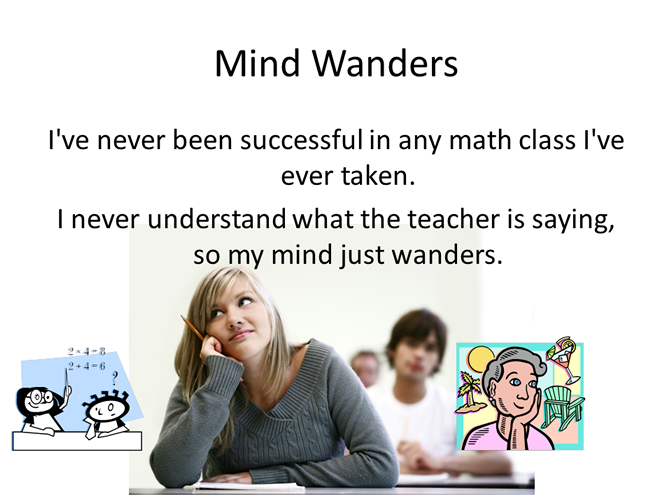 Mind Wanders
I've never been successful in any math class I've
ever taken.
I never understand what the teacher is saying,
so my mind just wanders.
2 × 4 = 8
2 + 4 = 6
?